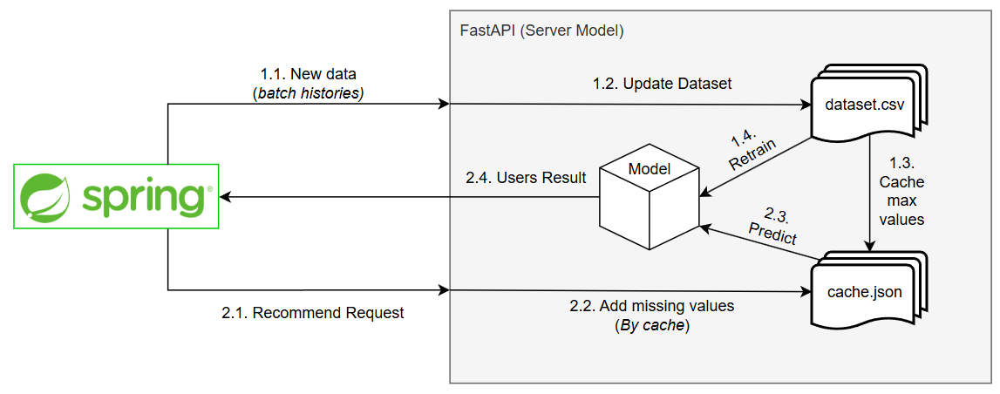 FastAPI (Server Model)
1.1. New data
(batch histories)
1.2. Update Dataset
dataset.csv
1.4.
Retrain
1.3.
Cache
max
values
Model
2.4. Users Result
spring®
2.3.
Predict
cache.json
2.1. Recommend Request
2.2. Add missing values
(By cache)